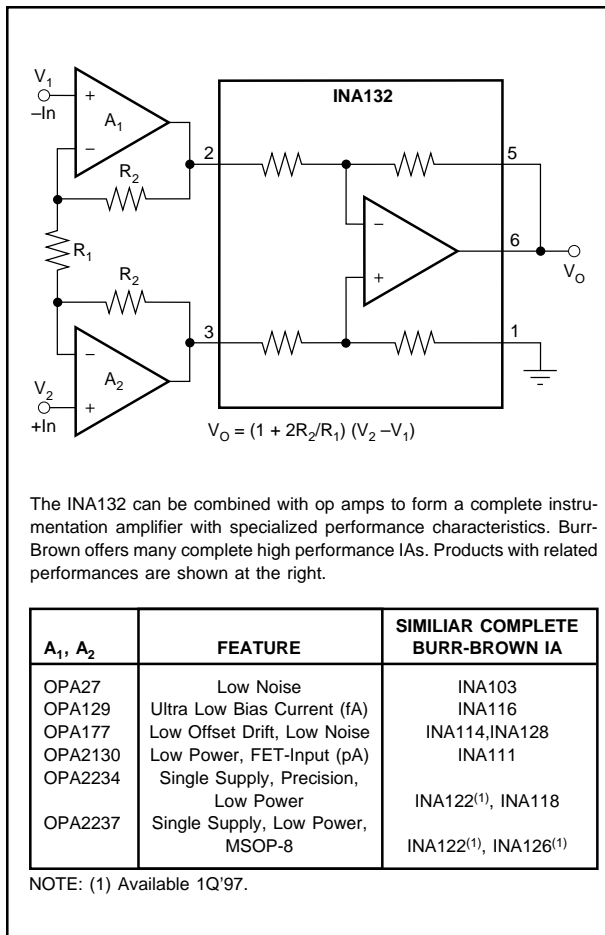 V1
–In
A1
R2
R1
R2
A2
V2
+In
INA132
2
3
5
6
1
VO
VO = (1 + 2R2/R1) (V2 –V1)
The INA132 can be combined with op amps to form a complete instru-
mentation amplifier with specialized performance characteristics. Burr-
Brown offers many complete high performance IAs. Products with related
performances are shown at the right.
A1, A2 FEATURE SIMILIAR COMPLETE
BURR-BROWN IA
OPA27 Low Noise INA103
OPA129 Ultra Low Bias Current (fA) INA116
OPA177 Low Offset Drift, Low Noise INA114,INA128
OPA2130 Low Power, FET-Input (pA) INA111
OPA2234 Single Supply, Precision,
Low Power INA122(1), INA118
OPA2237 Single Supply, Low Power,
MSOP-8 INA122(1), INA126(1)
NOTE: (1) Available 1Q'97.